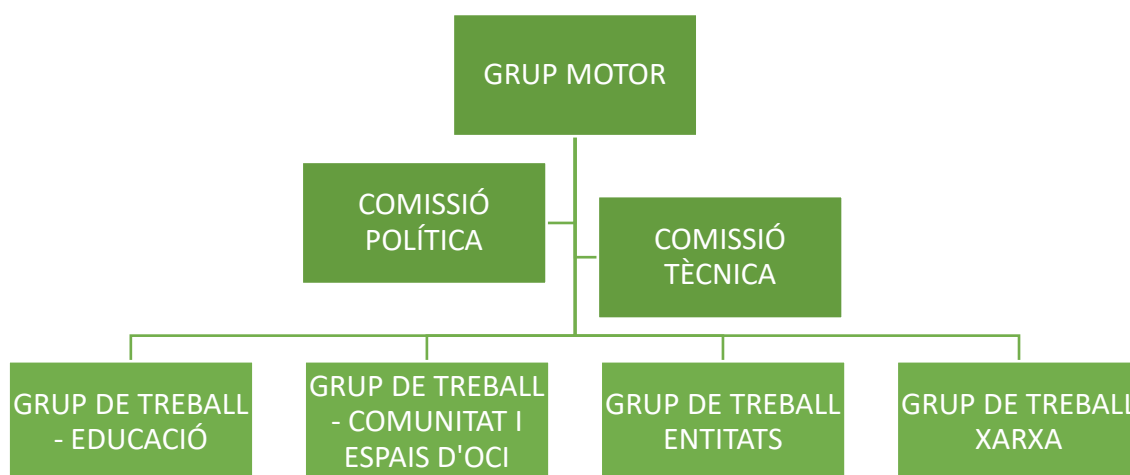 GRUP MOTOR
COMISSIÓ
POLÍTICA
COMISSIÓ
TÈCNICA
GRUP DE TREBALL
- EDUCACIÓ
GRUP DE TREBALL
- COMUNITAT I
ESPAIS D'OCI
GRUP DE TREBALL
ENTITATS
GRUP DE TREBALL
XARXA